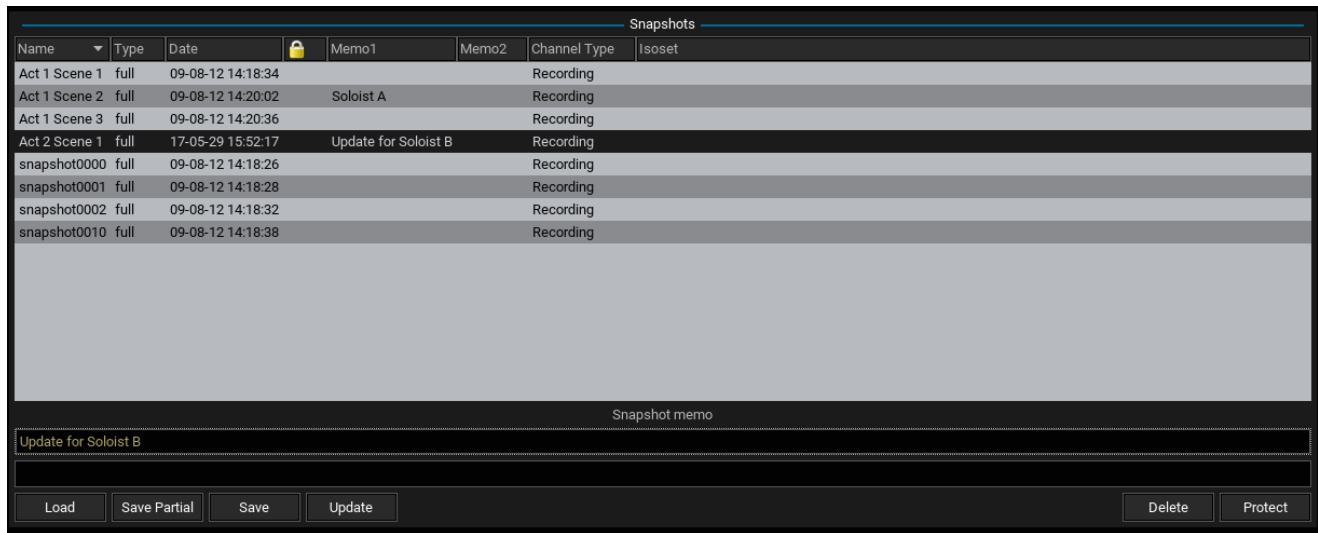 Snapshots
Name Type Date Memo1 Memo2 Channel Type Isoset
Act 1 Scene 1 full 09-08-12 14:18:34 Recording
Act 1 Scene 2 full 09-08-12 14:20:02 Soloist A Recording
Act 1 Scene 3 full 09-08-12 14:20:36 Recording
Act 2 Scene 1 full 17-05-29 15:52:17 Update for Soloist B Recording
snapshot0000 full 09-08-12 14:18:26 Recording
snapshot0001 full 09-08-12 14:18:28 Recording
snapshot0002 full 09-08-12 14:18:32 Recording
snapshot0010 full 09-08-12 14:18:38 Recording
Snapshot memo
Update for Soloist B
Load Save Partial Save Update Delete Protect